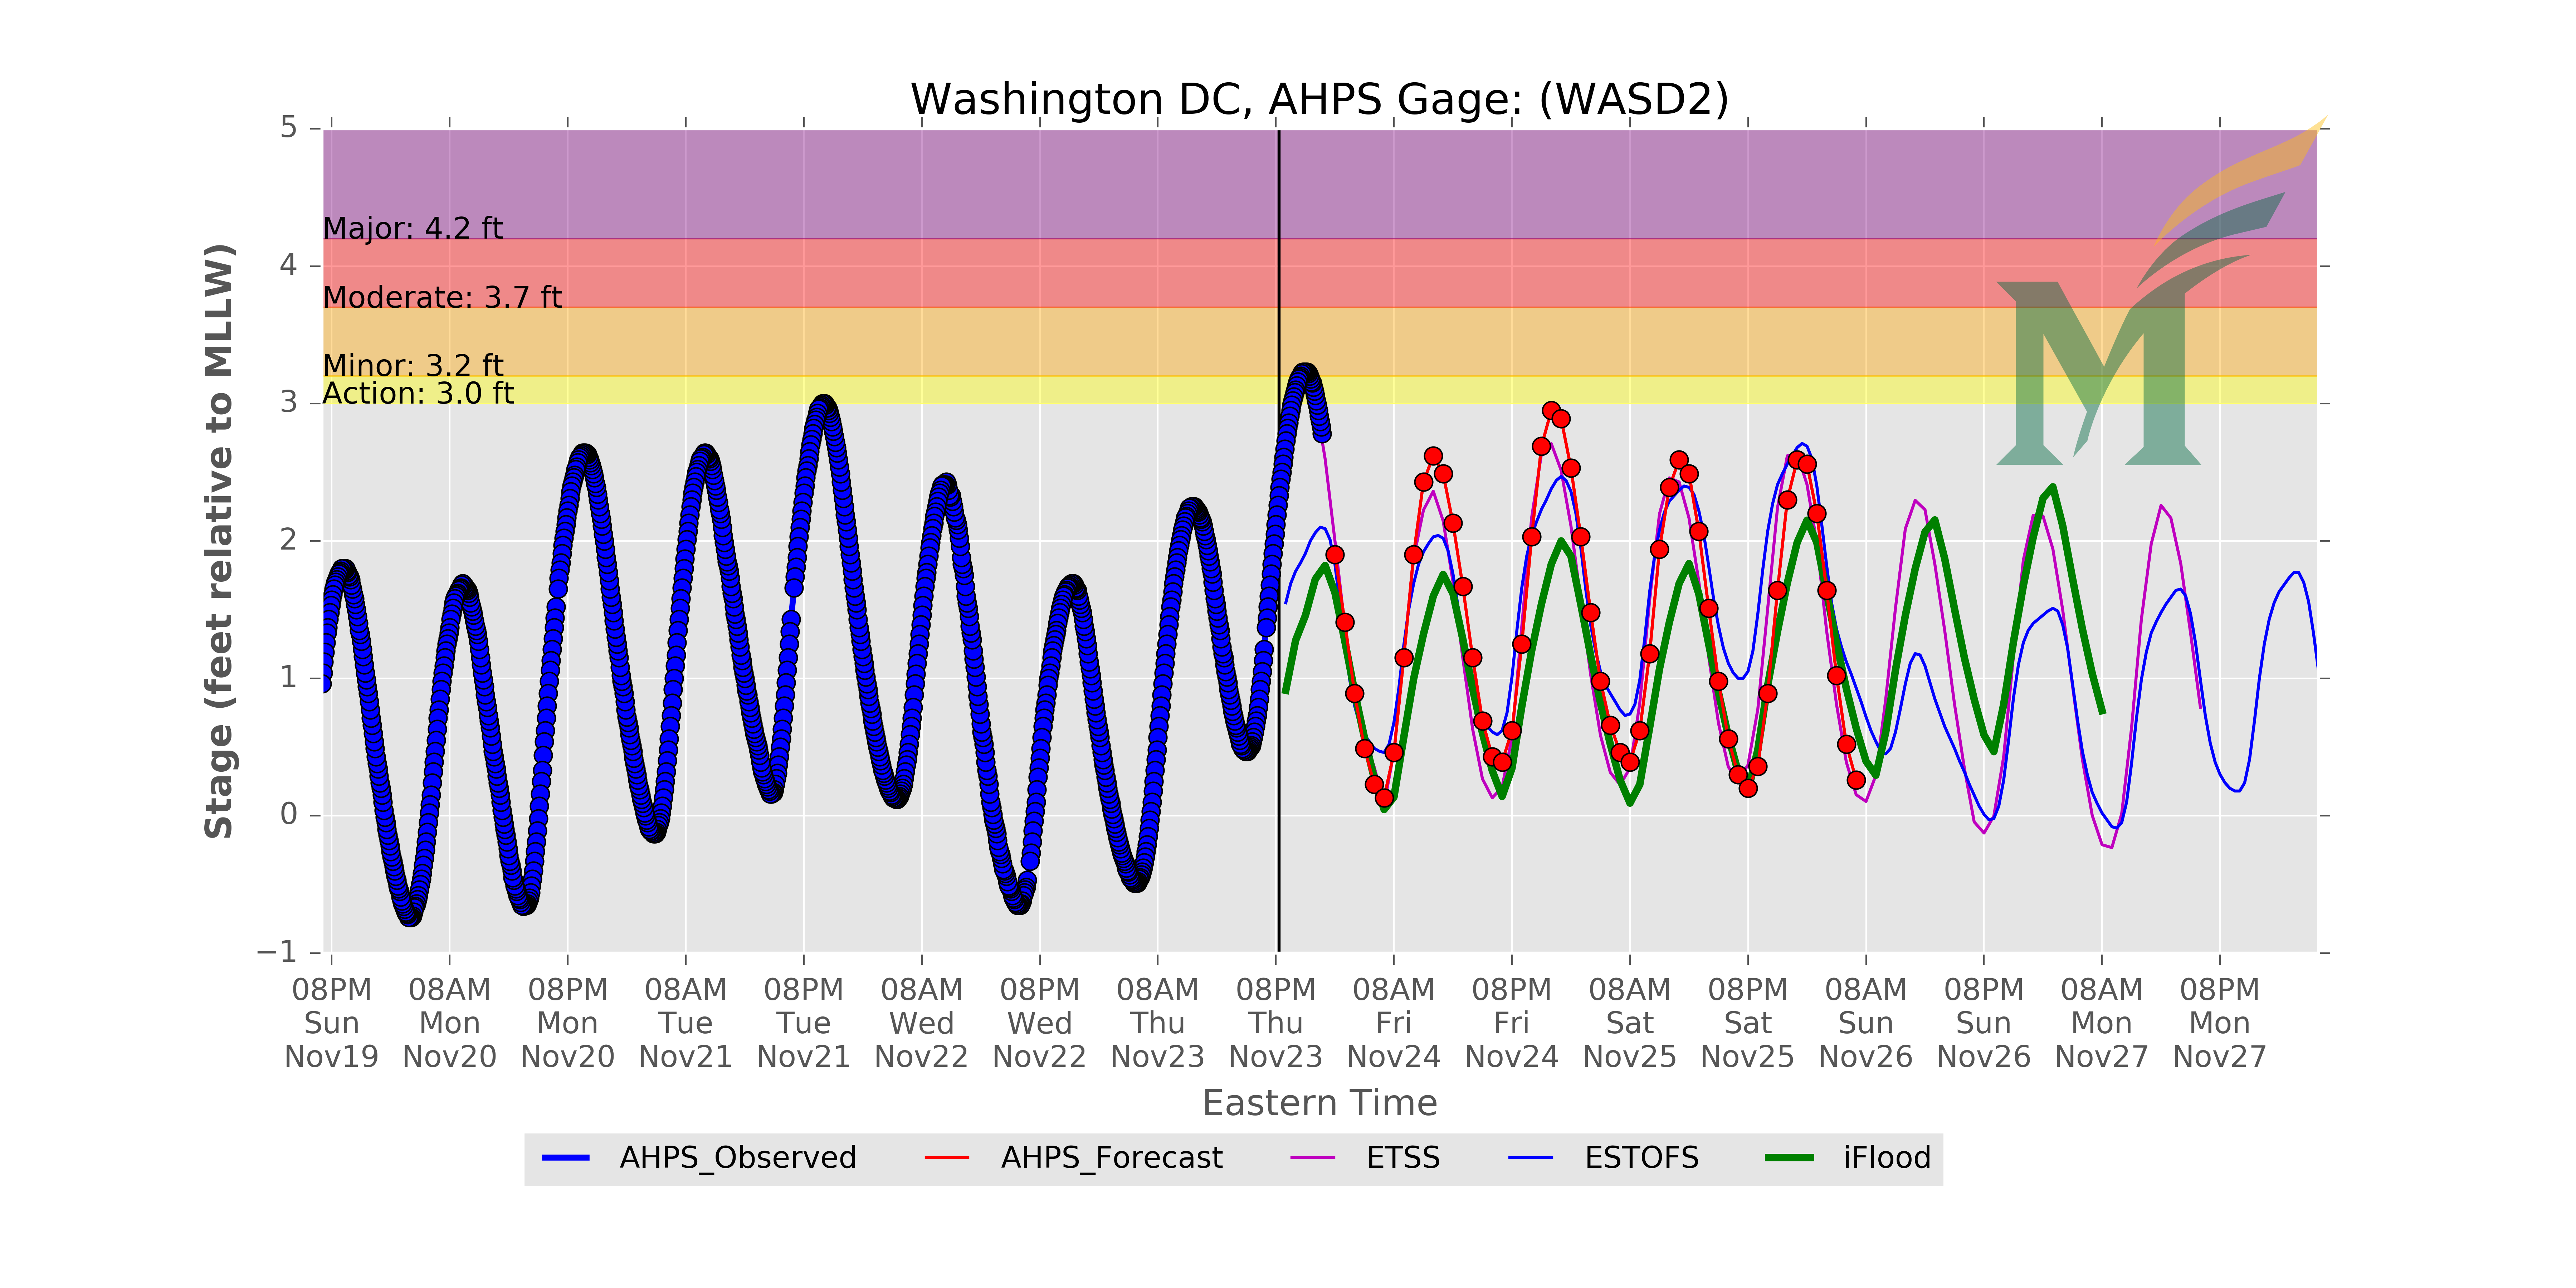 Washington DC, AHPS Gage: (WASD2)
5
4
3
2
1
0
−1
Stage (feet relative to MLLW)
Major: 4.2 ft
Moderate: 3.7 ft
Minor: 3.2 ft
Action: 3.0 ft
M
08PM 08AM 08PM 08AM 08PM 08AM 08PM 08AM 08PM 08AM 08PM 08AM 08PM 08AM 08PM 08AM 08PM
Sun Mon Mon Tue Tue Wed Wed Thu Thu Fri Fri Sat Sat Sun Sun Mon Mon
Nov19 Nov20 Nov20 Nov21 Nov21 Nov22 Nov22 Nov23 Nov23 Nov24 Nov24 Nov25 Nov25 Nov26 Nov26 Nov27 Nov27
Eastern Time
AHPS_Observed AHPS_Forecast ETSS ESTOFS iFlood